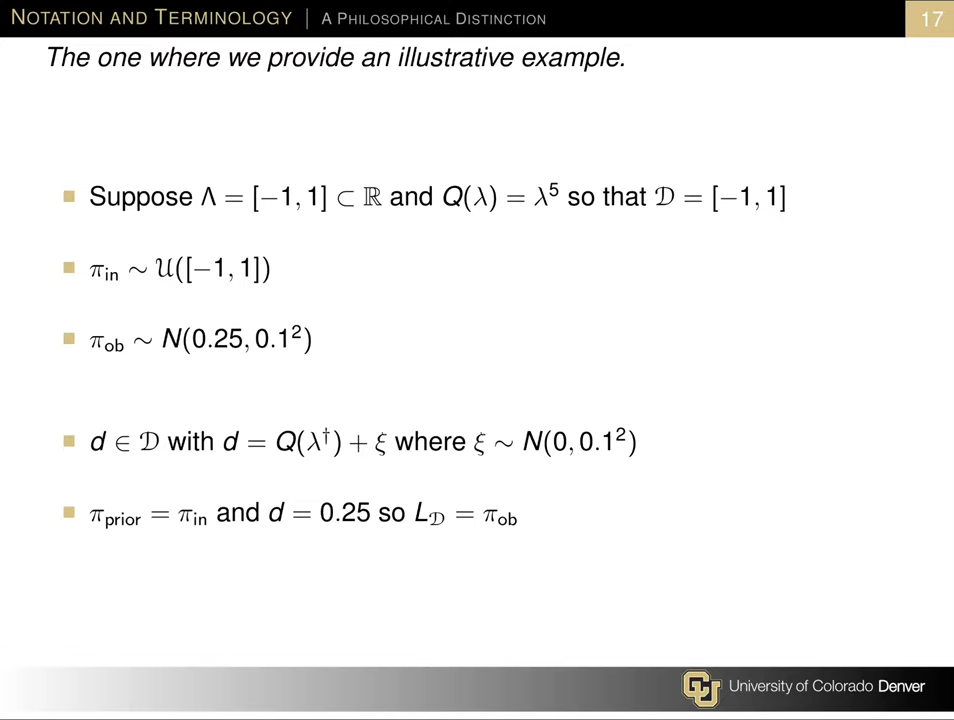 NOTATION AND TERMINOLOGY | A PHILOSOPHICAL DISTINCTION 17
The one where we provide an illustrative example.
Suppose Λ = [−1, 1] ⊂ ℝ and Q(λ) = λ⁵ so that 𝒟 = [−1, 1]
π_in ∼ 𝒰([−1, 1])
π_ob ∼ N(0.25, 0.1²)
d ∈ 𝒟 with d = Q(λ†) + ξ where ξ ∼ N(0, 0.1²)
π_prior = π_in and d = 0.25 so L_𝒟 = π_ob
University of Colorado Denver